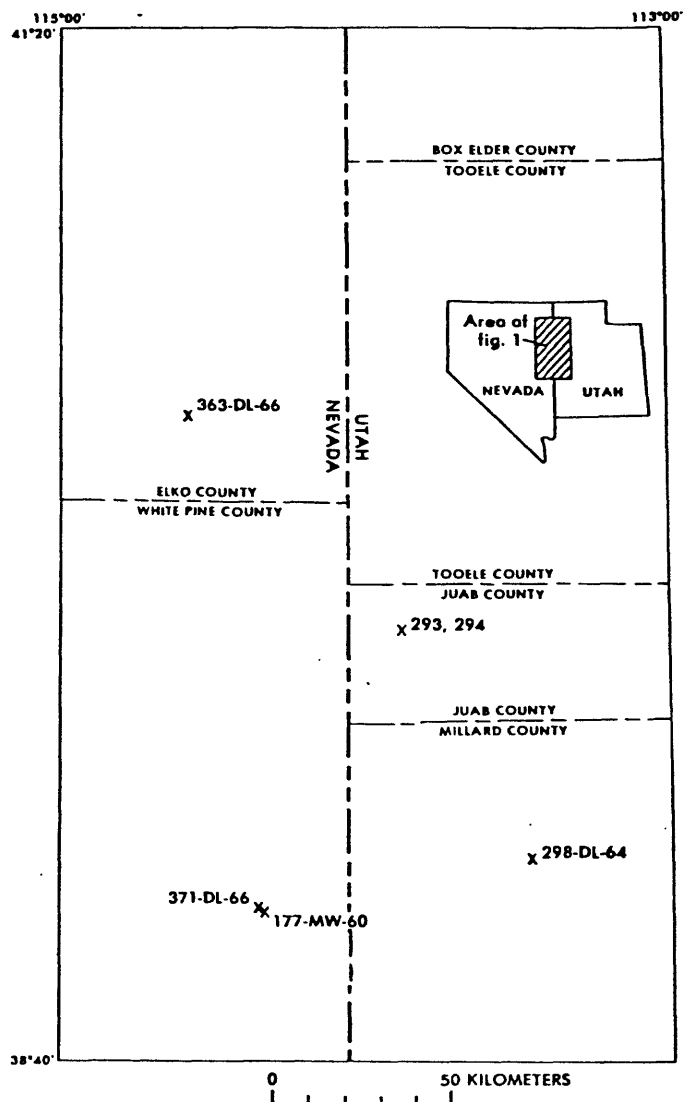 115°00'
113°00'
41°20'
BOX ELDER COUNTY
TOOELE COUNTY
Area of
fig. 1
NEVADA
UTAH
363-DL-66
NEVADA
UTAH
ELKO COUNTY
WHITE PINE COUNTY
TOOELE COUNTY
JUAB COUNTY
x 293, 294
JUAB COUNTY
MILLARD COUNTY
x 298-DL-64
371-DL-66 xx
177-MW-60
38°40'
0
50 KILOMETERS